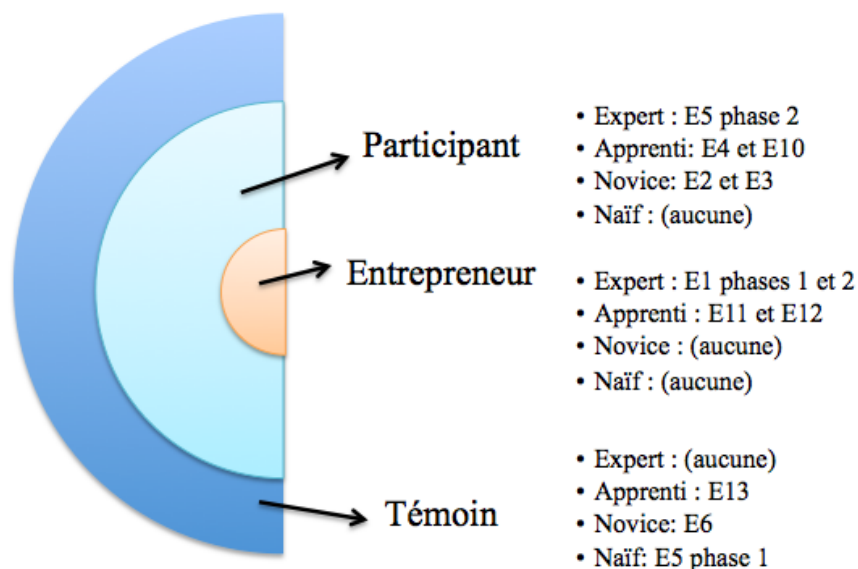 Participant
• Expert : E5 phase 2
• Apprenti: E4 et E10
• Novice: E2 et E3
• Naïf : (aucune)
Entrepreneur
• Expert : E1 phases 1 et 2
• Apprenti : E11 et E12
• Novice : (aucune)
• Naïf : (aucune)
Témoin
• Expert : (aucune)
• Apprenti : E13
• Novice: E6
• Naïf: E5 phase 1